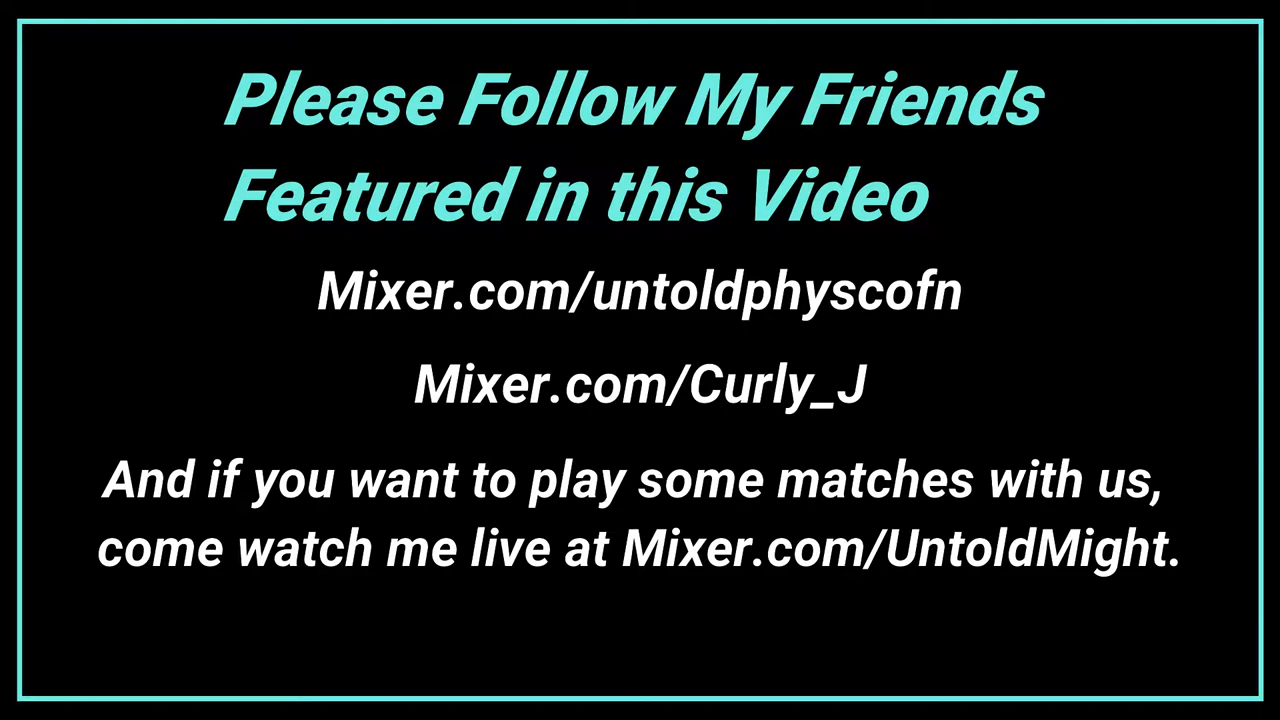 Please Follow My Friends
Featured in this Video
Mixer.com/untoldphyscofn
Mixer.com/Curly_J
And if you want to play some matches with us,
come watch me live at Mixer.com/UntoldMight.